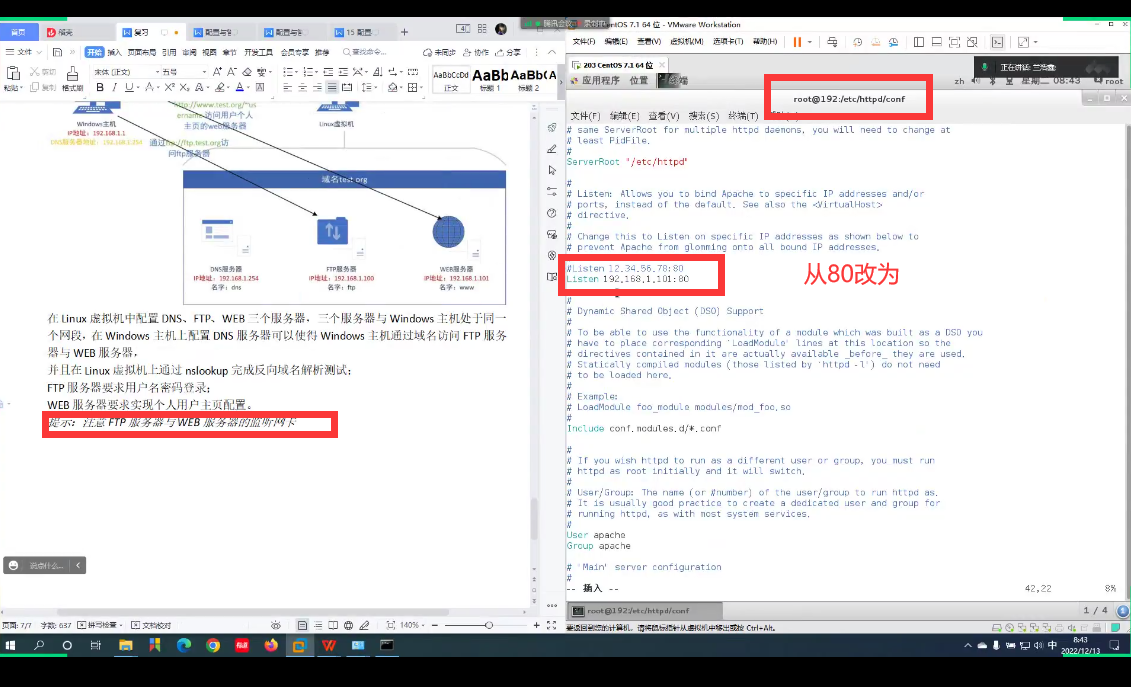 首页
稻壳
复习
配置与管
配置与管
配置与管
15 配置
腾讯会议
录制中
CentOS 7.1 64 位 - VMware Workstation
文件
开始
插入
页面布局
引用
审阅
视图
章节
开发工具
会员专享
推荐
查找命令...
未同步
协作
分享
粘贴
剪切
复制
格式刷
宋体 (正文)
五号
AaBbCcDd
AaBb
AaBbC
正文
标题 1
标题 2
http://www.test.org/~us
ername 访问用户个人
主页的web服务器
Windows主机
IP地址：192.168.1.1
DNS服务器地址：192.168.1.254
通过ftp://ftp.test.org访
问ftp服务器
Linux虚拟机
域名test.org
DNS服务器
IP地址：192.168.1.254
名字：dns
FTP服务器
IP地址：192.168.1.100
名字：ftp
WEB服务器
IP地址：192.168.1.101
名字：www
在 Linux 虚拟机中配置 DNS、FTP、WEB 三个服务器，三个服务器与 Windows 主机处于同一
个网段，在 Windows 主机上配置 DNS 服务器可以使得 Windows 主机通过域名访问 FTP 服务
器与 WEB 服务器，
并且在 Linux 虚拟机上通过 nslookup 完成反向域名解析测试；
FTP 服务器要求用户名密码登录；
WEB 服务器要求实现个人用户主页配置。
提示：注意 FTP 服务器与 WEB 服务器的监听网卡
说点什么...
页面: 7/7
字数: 637
拼写检查
文档校对
140%
文件(F)
编辑(E)
查看(V)
虚拟机(M)
选项卡(T)
帮助(H)
203 CentOS 7.1 64 位
应用程序
位置
终端
正在讲话:
zh
星期二 08:43
root
root@192:/etc/httpd/conf
文件(F) 编辑(E) 查看(V) 搜索(S) 终端(T)
# same ServerRoot for multiple httpd daemons, you will need to change at
# least PidFile.
#
ServerRoot "/etc/httpd"
#
# Listen: Allows you to bind Apache to specific IP addresses and/or
# ports, instead of the default. See also the <VirtualHost>
# directive.
#
# Change this to Listen on specific IP addresses as shown below to
# prevent Apache from glomming onto all bound IP addresses.
#Listen 12.34.56.78:80
Listen 192.168.1.101:80
从80改为
#
# Dynamic Shared Object (DSO) Support
#
# To be able to use the functionality of a module which was built as a DSO you
# have to place corresponding `LoadModule' lines at this location so the
# directives contained in it are actually available _before_ they are used.
# Statically compiled modules (those listed by `httpd -l') do not need
# to be loaded here.
#
# Example:
# LoadModule foo_module modules/mod_foo.so
#
Include conf.modules.d/*.conf
#
# If you wish httpd to run as a different user or group, you must run
# httpd as root initially and it will switch.
#
# User/Group: The name (or #number) of the user/group to run httpd as.
# It is usually good practice to create a dedicated user and group for
# running httpd, as with most system services.
#
User apache
Group apache
# 'Main' server configuration
#
-- 插入 --
42,22
8%
root@192:/etc/httpd/conf
1 / 4
要返回到您的计算机，请将鼠标指针从虚拟机中移出或按 Ctrl+Alt。
中
8:43
2022/12/13